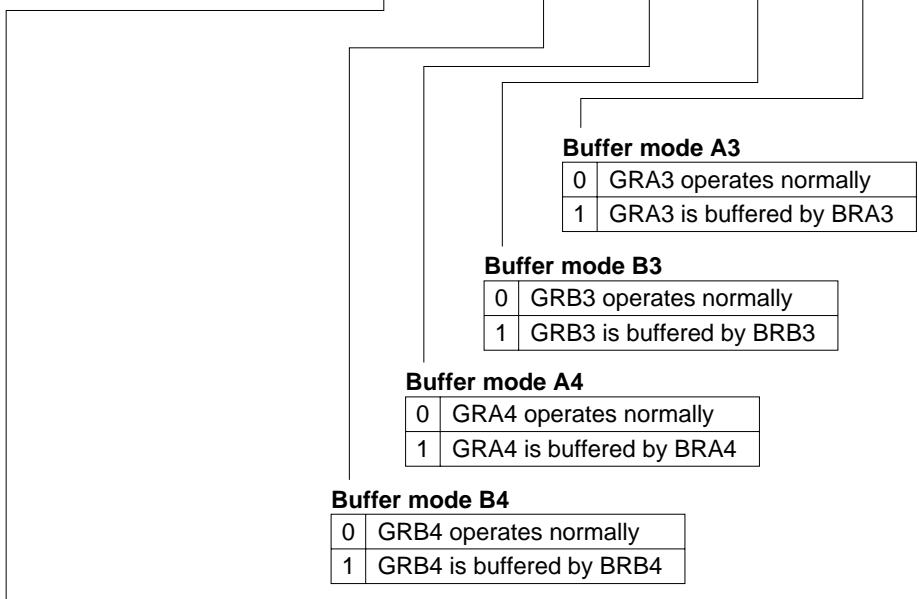 Buffer mode A3
0 GRA3 operates normally
1 GRA3 is buffered by BRA3
Buffer mode B3
0 GRB3 operates normally
1 GRB3 is buffered by BRB3
Buffer mode A4
0 GRA4 operates normally
1 GRA4 is buffered by BRA4
Buffer mode B4
0 GRB4 operates normally
1 GRB4 is buffered by BRB4